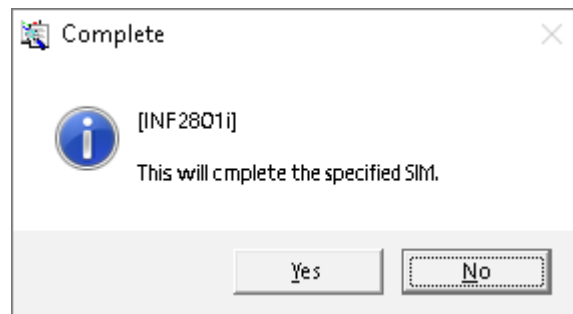 Complete
[INF2801i]
This will cmplete the specified SIM.
Yes
No